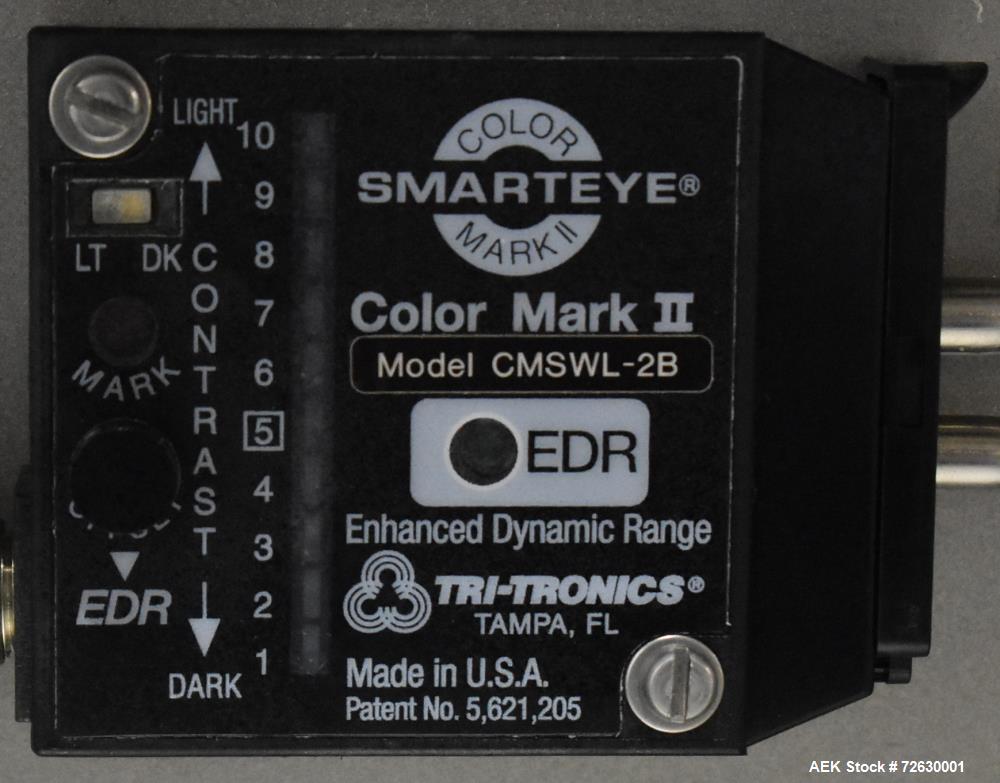 LIGHT
10
9
8
7
6
5
4
3
2
1
DARK
CONTRAST
LT DK
MARK
EDR
COLOR
SMARTEYE®
MARK II
Color Mark II
Model CMSWL-2B
EDR
Enhanced Dynamic Range
TRI-TRONICS®
TAMPA, FL
Made in U.S.A.
Patent No. 5,621,205
AEK Stock # 72630001